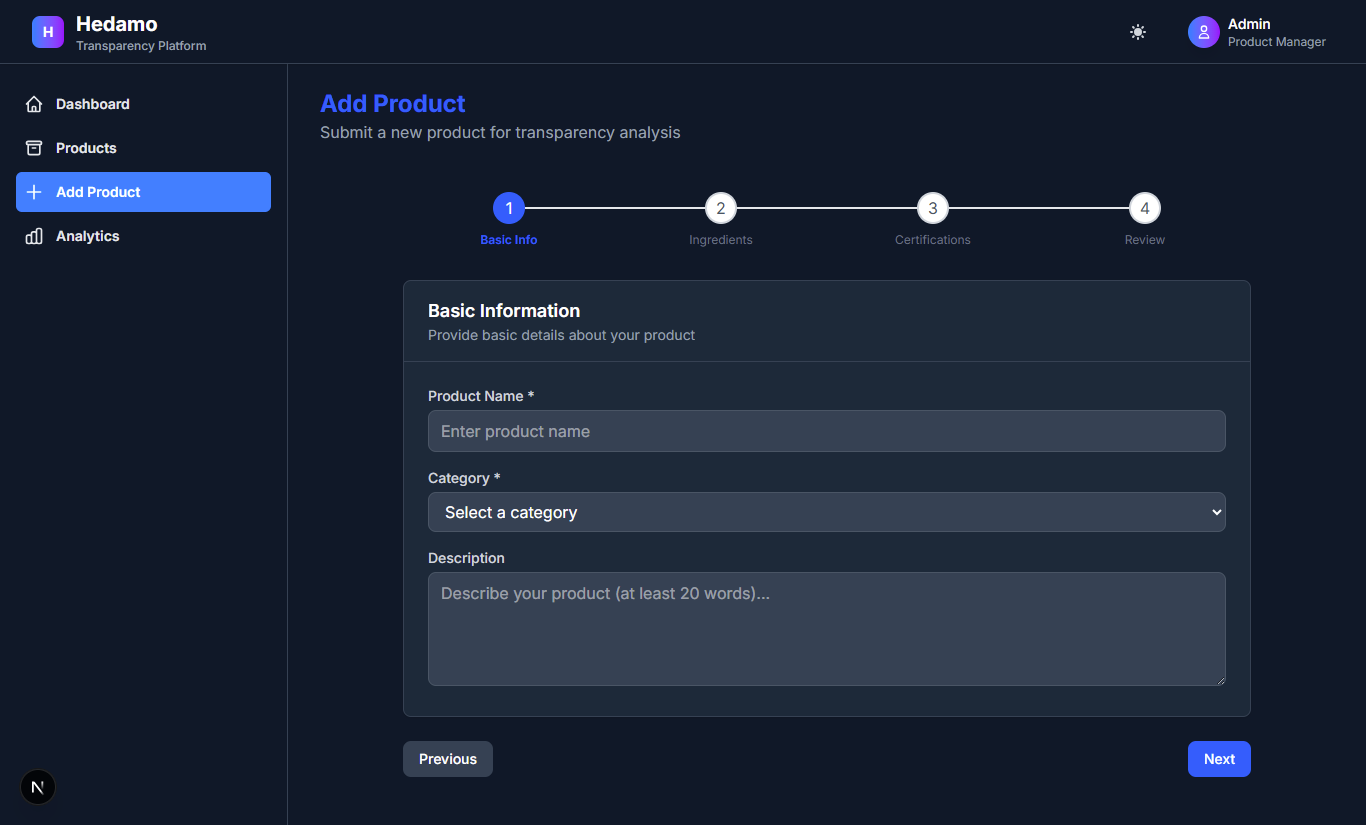 H
Hedamo
Transparency Platform
Admin
Product Manager
Dashboard
Products
Add Product
Analytics
Add Product
Submit a new product for transparency analysis
1
2
3
4
Basic Info
Ingredients
Certifications
Review
Basic Information
Provide basic details about your product
Product Name *
Enter product name
Category *
Select a category
Description
Describe your product (at least 20 words)...
Previous
Next
N